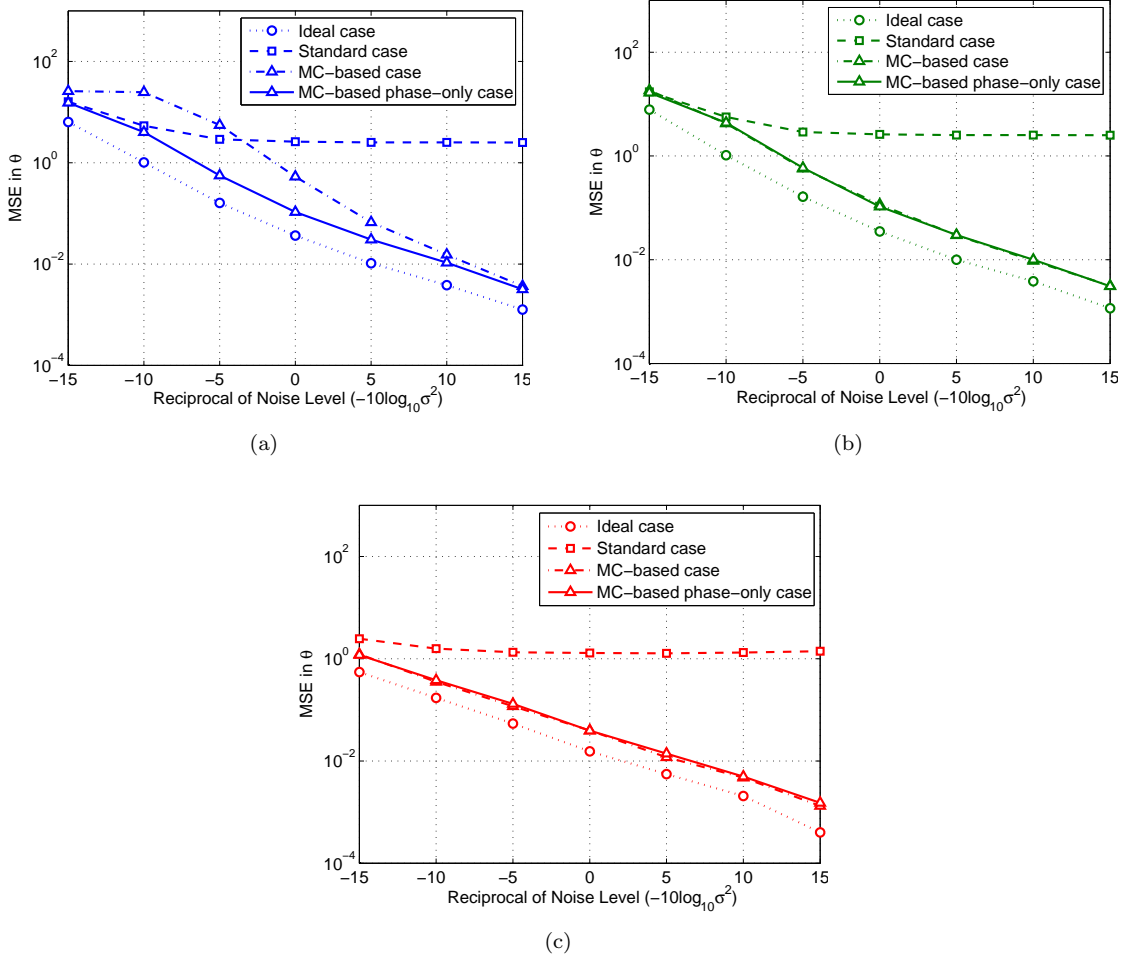 Ideal case
Standard case
MC−based case
MC−based phase−only case
10^2
10^0
10^−2
10^−4
MSE in θ
−15 −10 −5 0 5 10 15
Reciprocal of Noise Level (−10log_10σ^2)
(a)
Ideal case
Standard case
MC−based case
MC−based phase−only case
10^2
10^0
10^−2
10^−4
MSE in θ
−15 −10 −5 0 5 10 15
Reciprocal of Noise Level (−10log_10σ^2)
(b)
Ideal case
Standard case
MC−based case
MC−based phase−only case
10^2
10^0
10^−2
10^−4
MSE in θ
−15 −10 −5 0 5 10 15
Reciprocal of Noise Level (−10log_10σ^2)
(c)